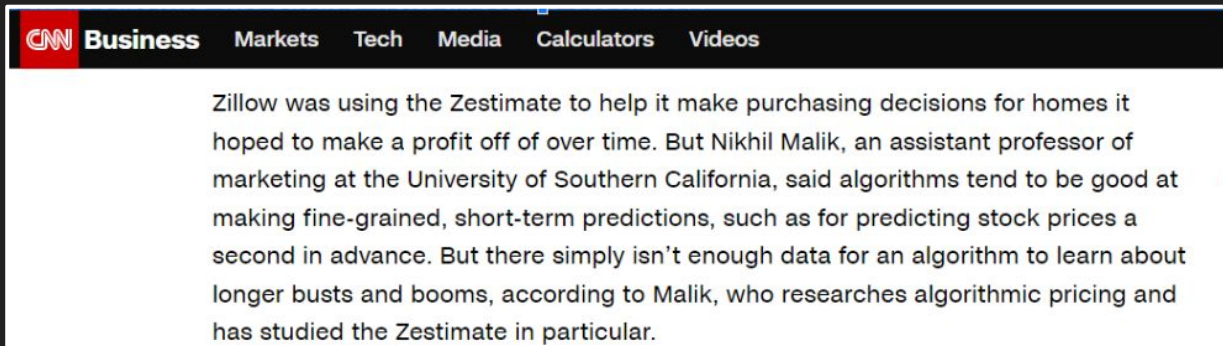 CNN Business Markets Tech Media Calculators Videos
Zillow was using the Zestimate to help it make purchasing decisions for homes it
hoped to make a profit off of over time. But Nikhil Malik, an assistant professor of
marketing at the University of Southern California, said algorithms tend to be good at
making fine-grained, short-term predictions, such as for predicting stock prices a
second in advance. But there simply isn’t enough data for an algorithm to learn about
longer busts and booms, according to Malik, who researches algorithmic pricing and
has studied the Zestimate in particular.